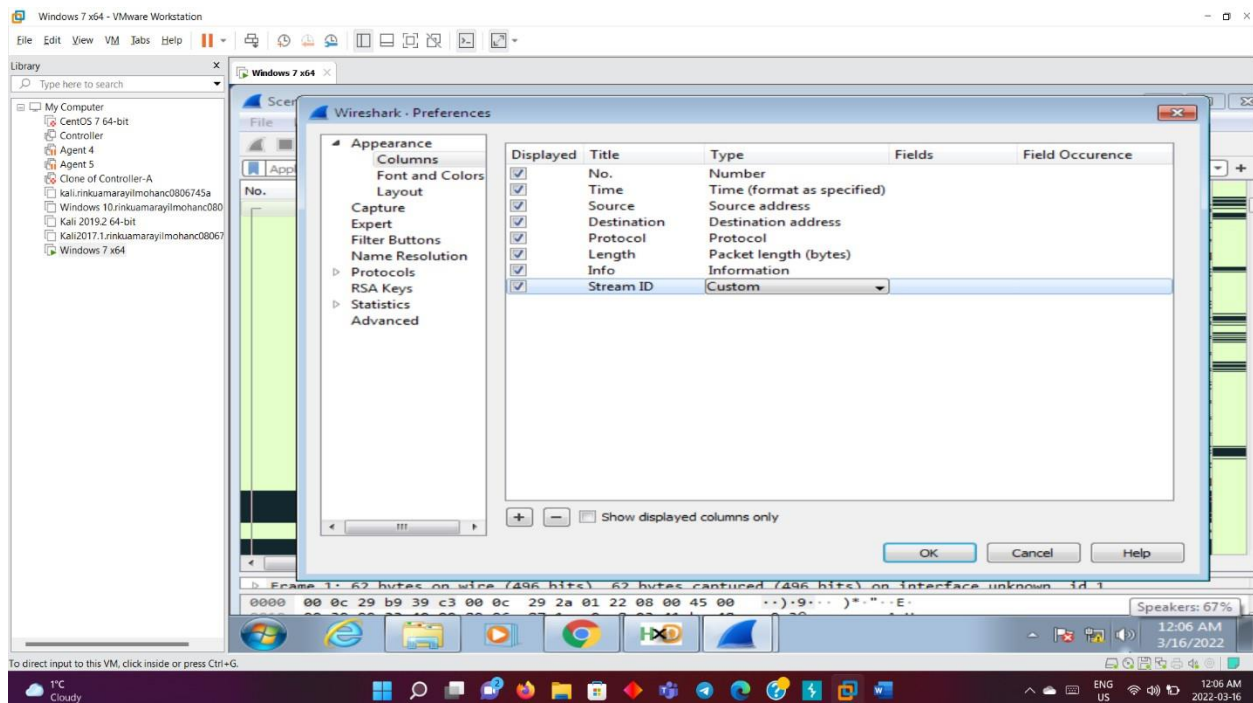 Windows 7 x64 - VMware Workstation
File Edit View VM Tabs Help
Library
Type here to search
My Computer
CentOS 7 64-bit
Controller
Agent 4
Agent 5
Clone of Controller-A
kali.rinkuamarayilmohanc0806745a
Windows 10.rinkuamarayilmohanc080
Kali 2019.2 64-bit
Kali2017.1.rinkuamarayilmohanc08067
Windows 7 x64
Windows 7 x64
Scen
File
Appl
No.
Wireshark · Preferences
Appearance
Columns
Font and Colors
Layout
Capture
Expert
Filter Buttons
Name Resolution
Protocols
RSA Keys
Statistics
Advanced
Displayed Title Type Fields Field Occurence
No. Number
Time Time (format as specified)
Source Source address
Destination Destination address
Protocol Protocol
Length Packet length (bytes)
Info Information
Stream ID Custom
Show displayed columns only
OK Cancel Help
Frame 1: 62 bytes on wire (496 bits) 62 bytes captured (496 bits) on interface unknown id 1
0000 00 0c 29 b9 39 c3 00 0c 29 2a 01 22 08 00 45 00 ··)·9··· )*·"··E·
Speakers: 67%
HXD
12:06 AM
3/16/2022
To direct input to this VM, click inside or press Ctrl+G.
1°C
Cloudy
ENG
US
12:06 AM
2022-03-16